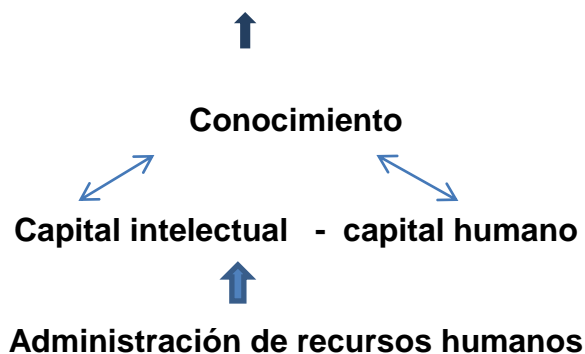 Conocimiento
Capital intelectual - capital humano
Administración de recursos humanos